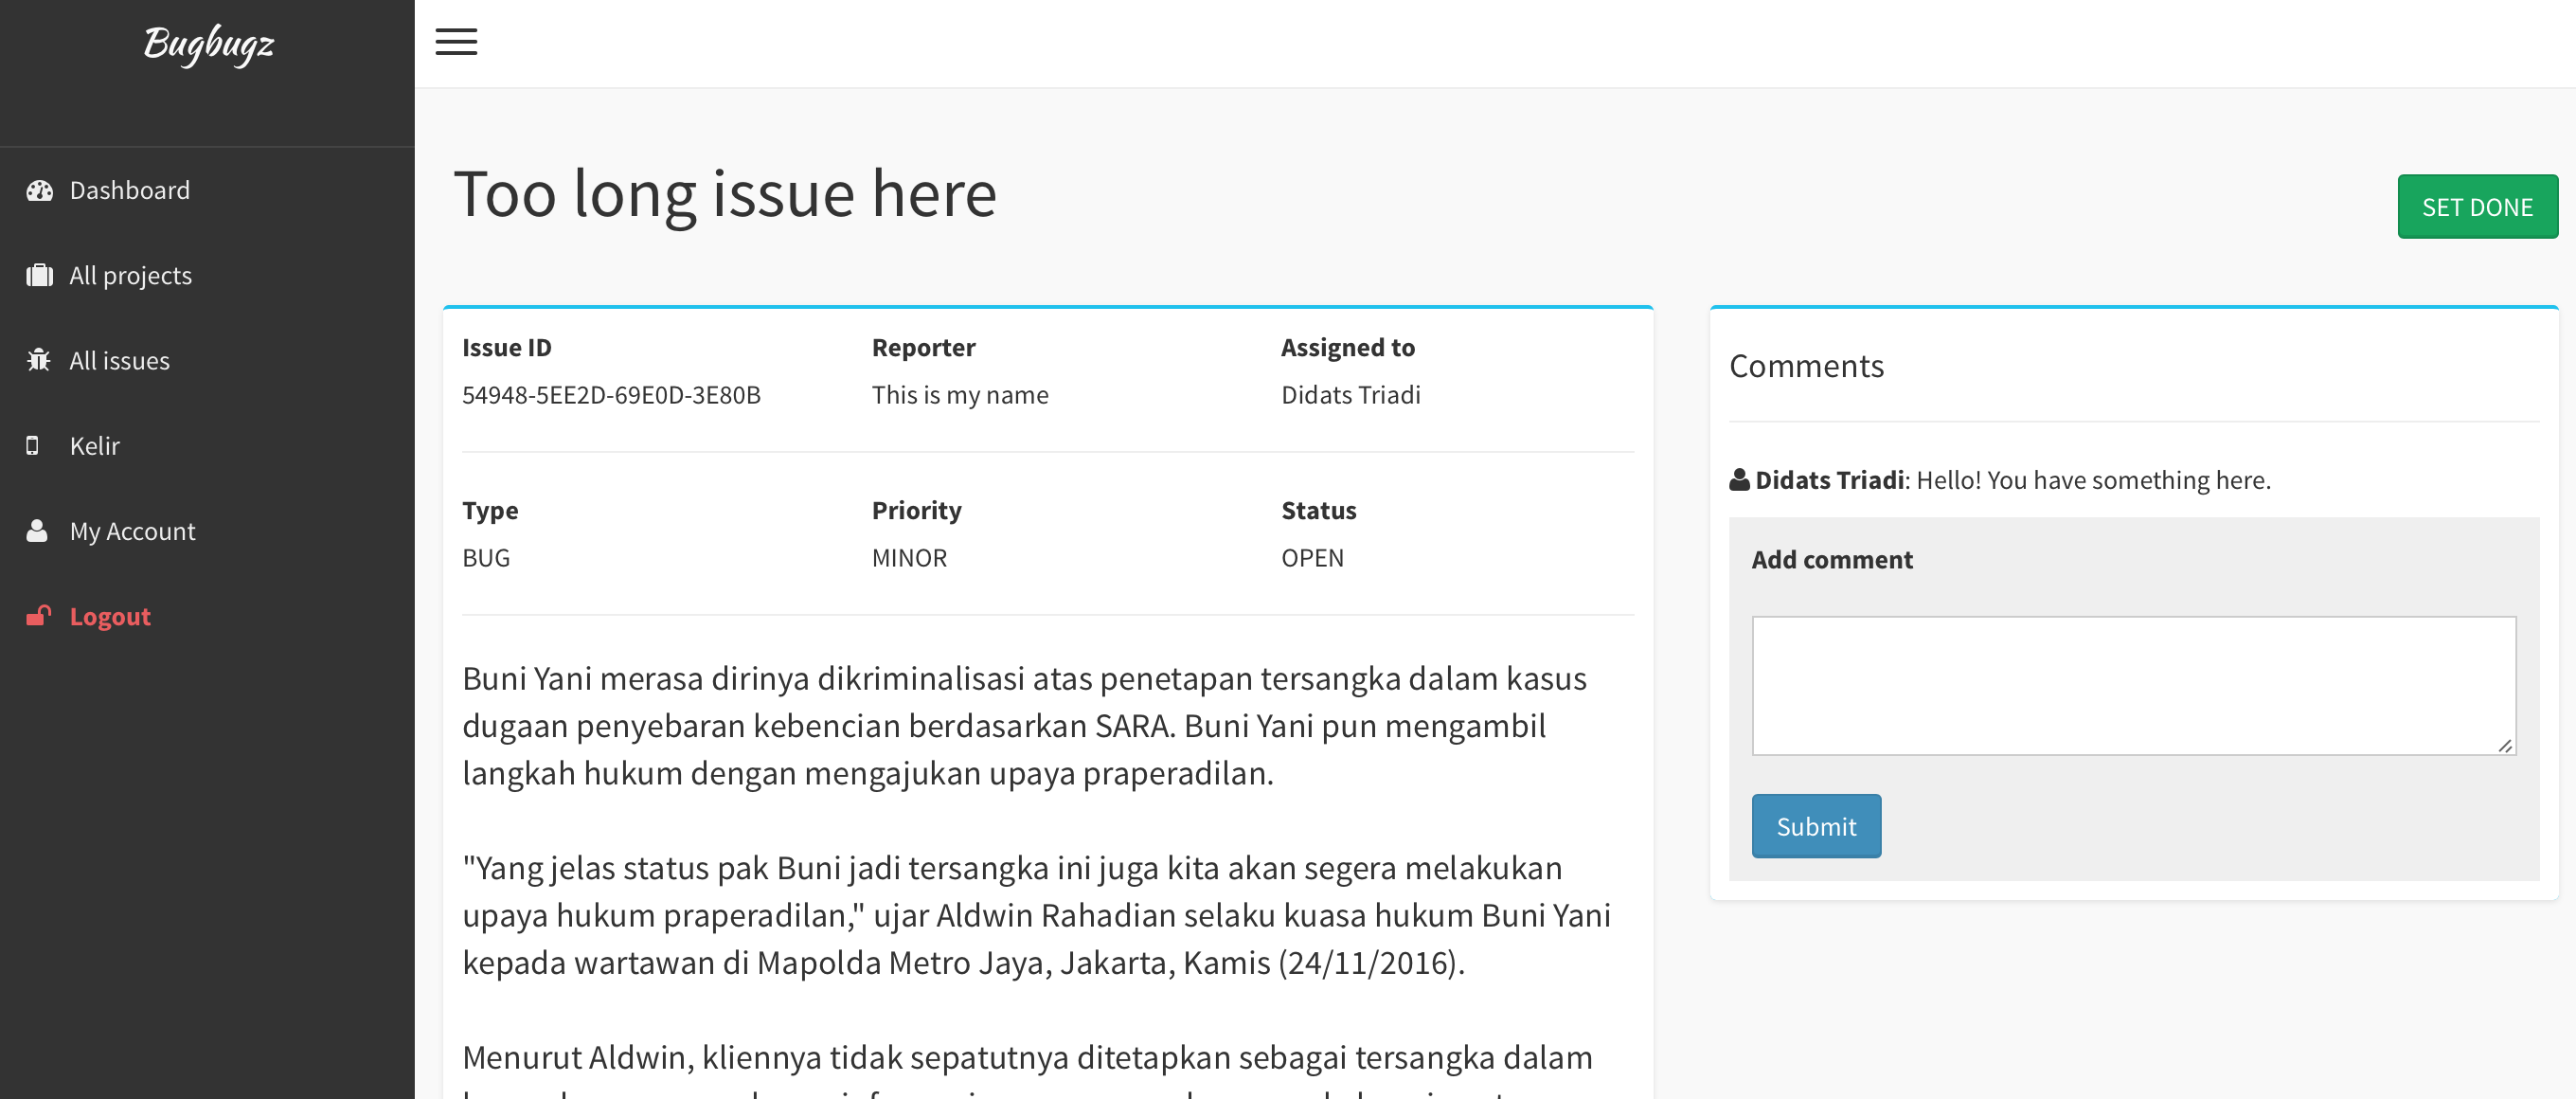 Bugbugz
Dashboard
All projects
All issues
Kelir
My Account
Logout
Too long issue here
SET DONE
Issue ID
Reporter
Assigned to
54948-5EE2D-69E0D-3E80B
This is my name
Didats Triadi
Type
Priority
Status
BUG
MINOR
OPEN
Buni Yani merasa dirinya dikriminalisasi atas penetapan tersangka dalam kasus
dugaan penyebaran kebencian berdasarkan SARA. Buni Yani pun mengambil
langkah hukum dengan mengajukan upaya praperadilan.
"Yang jelas status pak Buni jadi tersangka ini juga kita akan segera melakukan
upaya hukum praperadilan," ujar Aldwin Rahadian selaku kuasa hukum Buni Yani
kepada wartawan di Mapolda Metro Jaya, Jakarta, Kamis (24/11/2016).
Menurut Aldwin, kliennya tidak sepatutnya ditetapkan sebagai tersangka dalam
Comments
Didats Triadi: Hello! You have something here.
Add comment
Submit